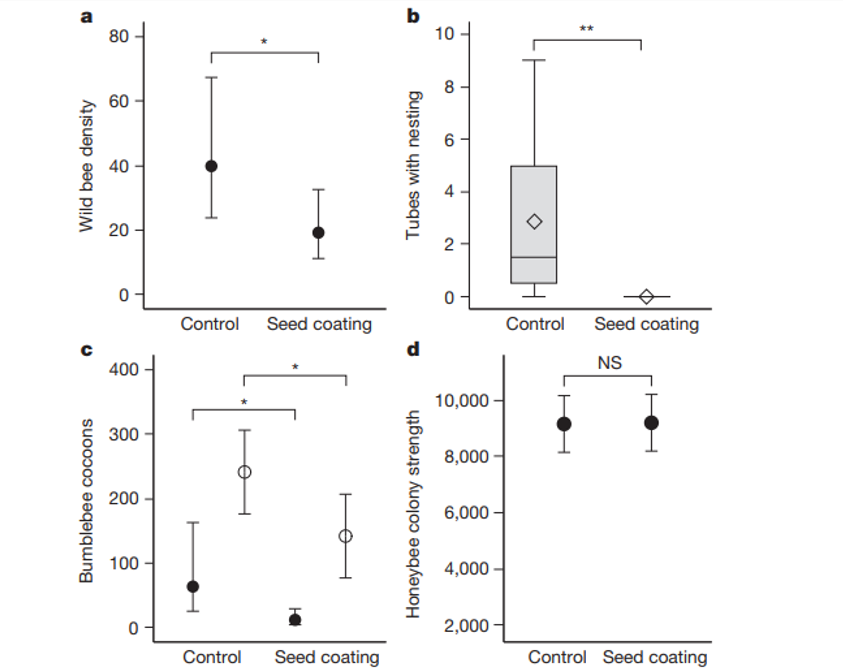 a
80
60
40
20
0
Wild bee density
*
Control Seed coating
b
10
8
6
4
2
0
Tubes with nesting
**
Control Seed coating
c
400
300
200
100
0
Bumblebee cocoons
*
*
Control Seed coating
d
10,000
8,000
6,000
4,000
2,000
Honeybee colony strength
NS
Control Seed coating